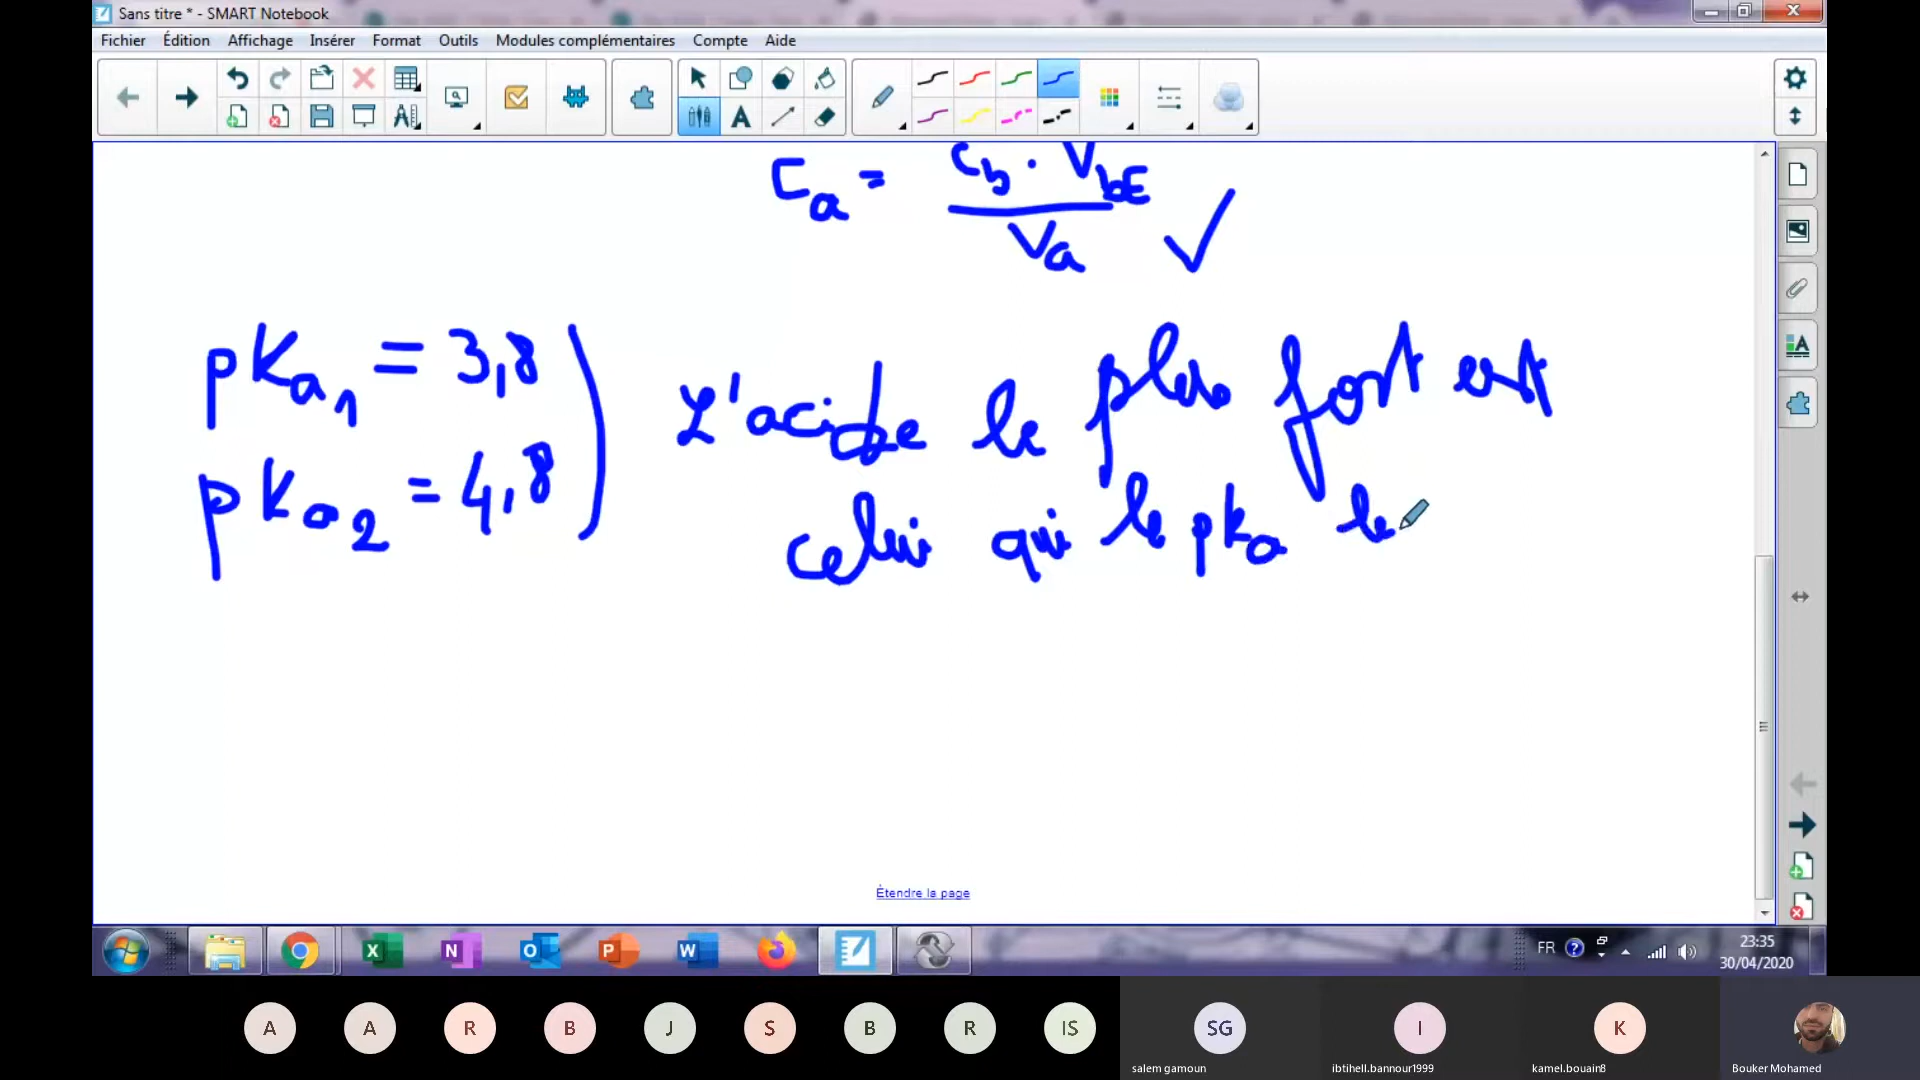 Sans titre * - SMART Notebook
Fichier Édition Affichage Insérer Format Outils Modules complémentaires Compte Aide
Ca = Cb . VbE
Va
pKa1 = 3,8
pKa2 = 4,8
L'acide le plus fort est
celui qui le pka le
Étendre la page
FR
23:35
30/04/2020
A A R B J S B R IS SG I K
salem gamoun ibtihell.bannour1999 kamel.bouain8 Bouker Mohamed